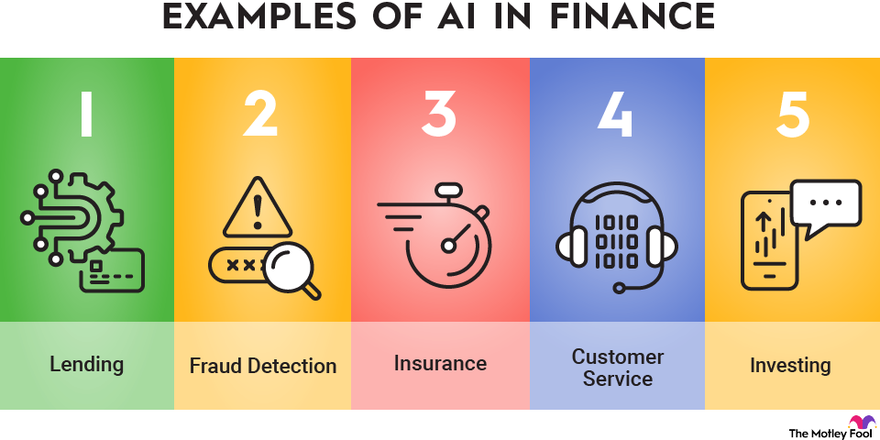 EXAMPLES OF AI IN FINANCE
1
2
3
4
5
1010
0110
1010
Lending
Fraud Detection
Insurance
Customer
Service
Investing
The Motley Fool